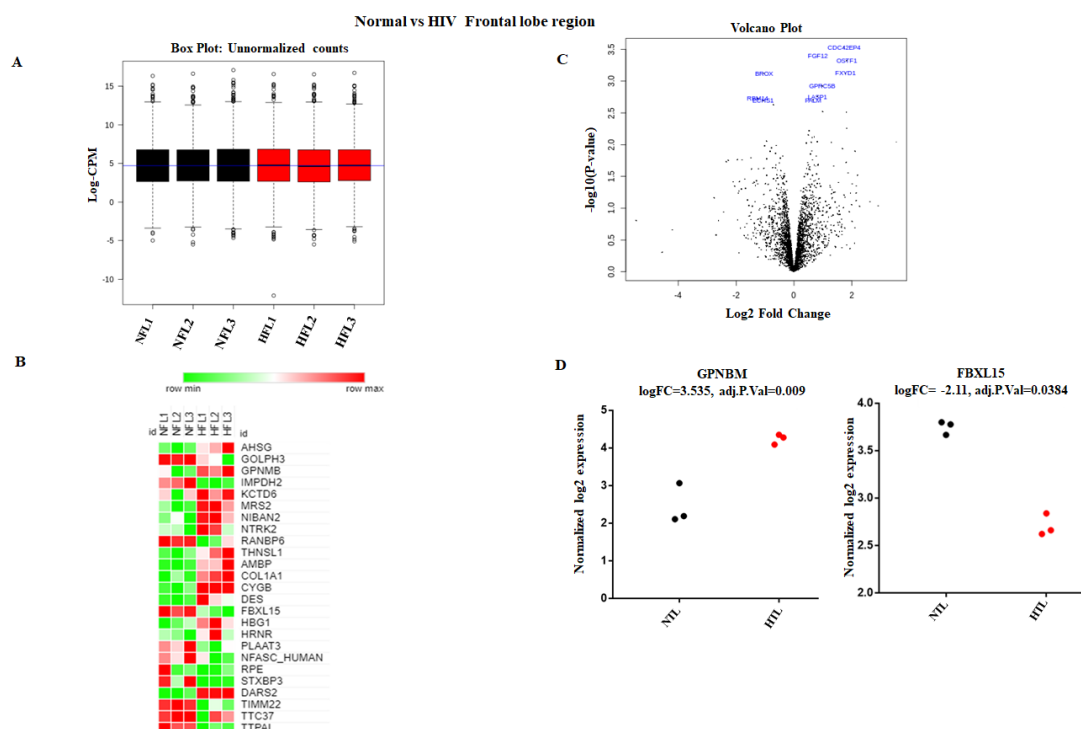 Normal vs HIV Frontal lobe region
A
Box Plot: Unnormalized counts
Log-CPM
15
10
5
0
-5
-10
NFL1
NFL2
NFL3
HFL1
HFL2
HFL3
C
Volcano Plot
-log10(P-value)
3.5
3.0
2.5
2.0
1.5
1.0
0.5
0.0
CDC42EP4
FGF12
OSTF1
BROX
FXYD1
GPRC5B
-4
-2
0
2
Log2 Fold Change
B
row min
row max
id
NFL1
NFL2
NFL3
HFL1
HFL2
HFL3
id
AHSG
GOLPH3
GPNMB
IMPDH2
KCTD6
MRS2
NIBAN2
NTRK2
RANBP6
THNSL1
AMBP
COL1A1
CYGB
DES
FBXL15
HBG1
HRNR
PLAAT3
NFASC_HUMAN
RPE
STXBP3
DARS2
TIMM22
TTC37
TTPAL
D
GPNBM
logFC=3.535, adj.P.Val=0.009
Normalized log2 expression
5
4
3
2
1
0
NTL
HTL
FBXL15
logFC= -2.11, adj.P.Val=0.0384
Normalized log2 expression
4.0
3.5
3.0
2.5
2.0
NTL
HTL